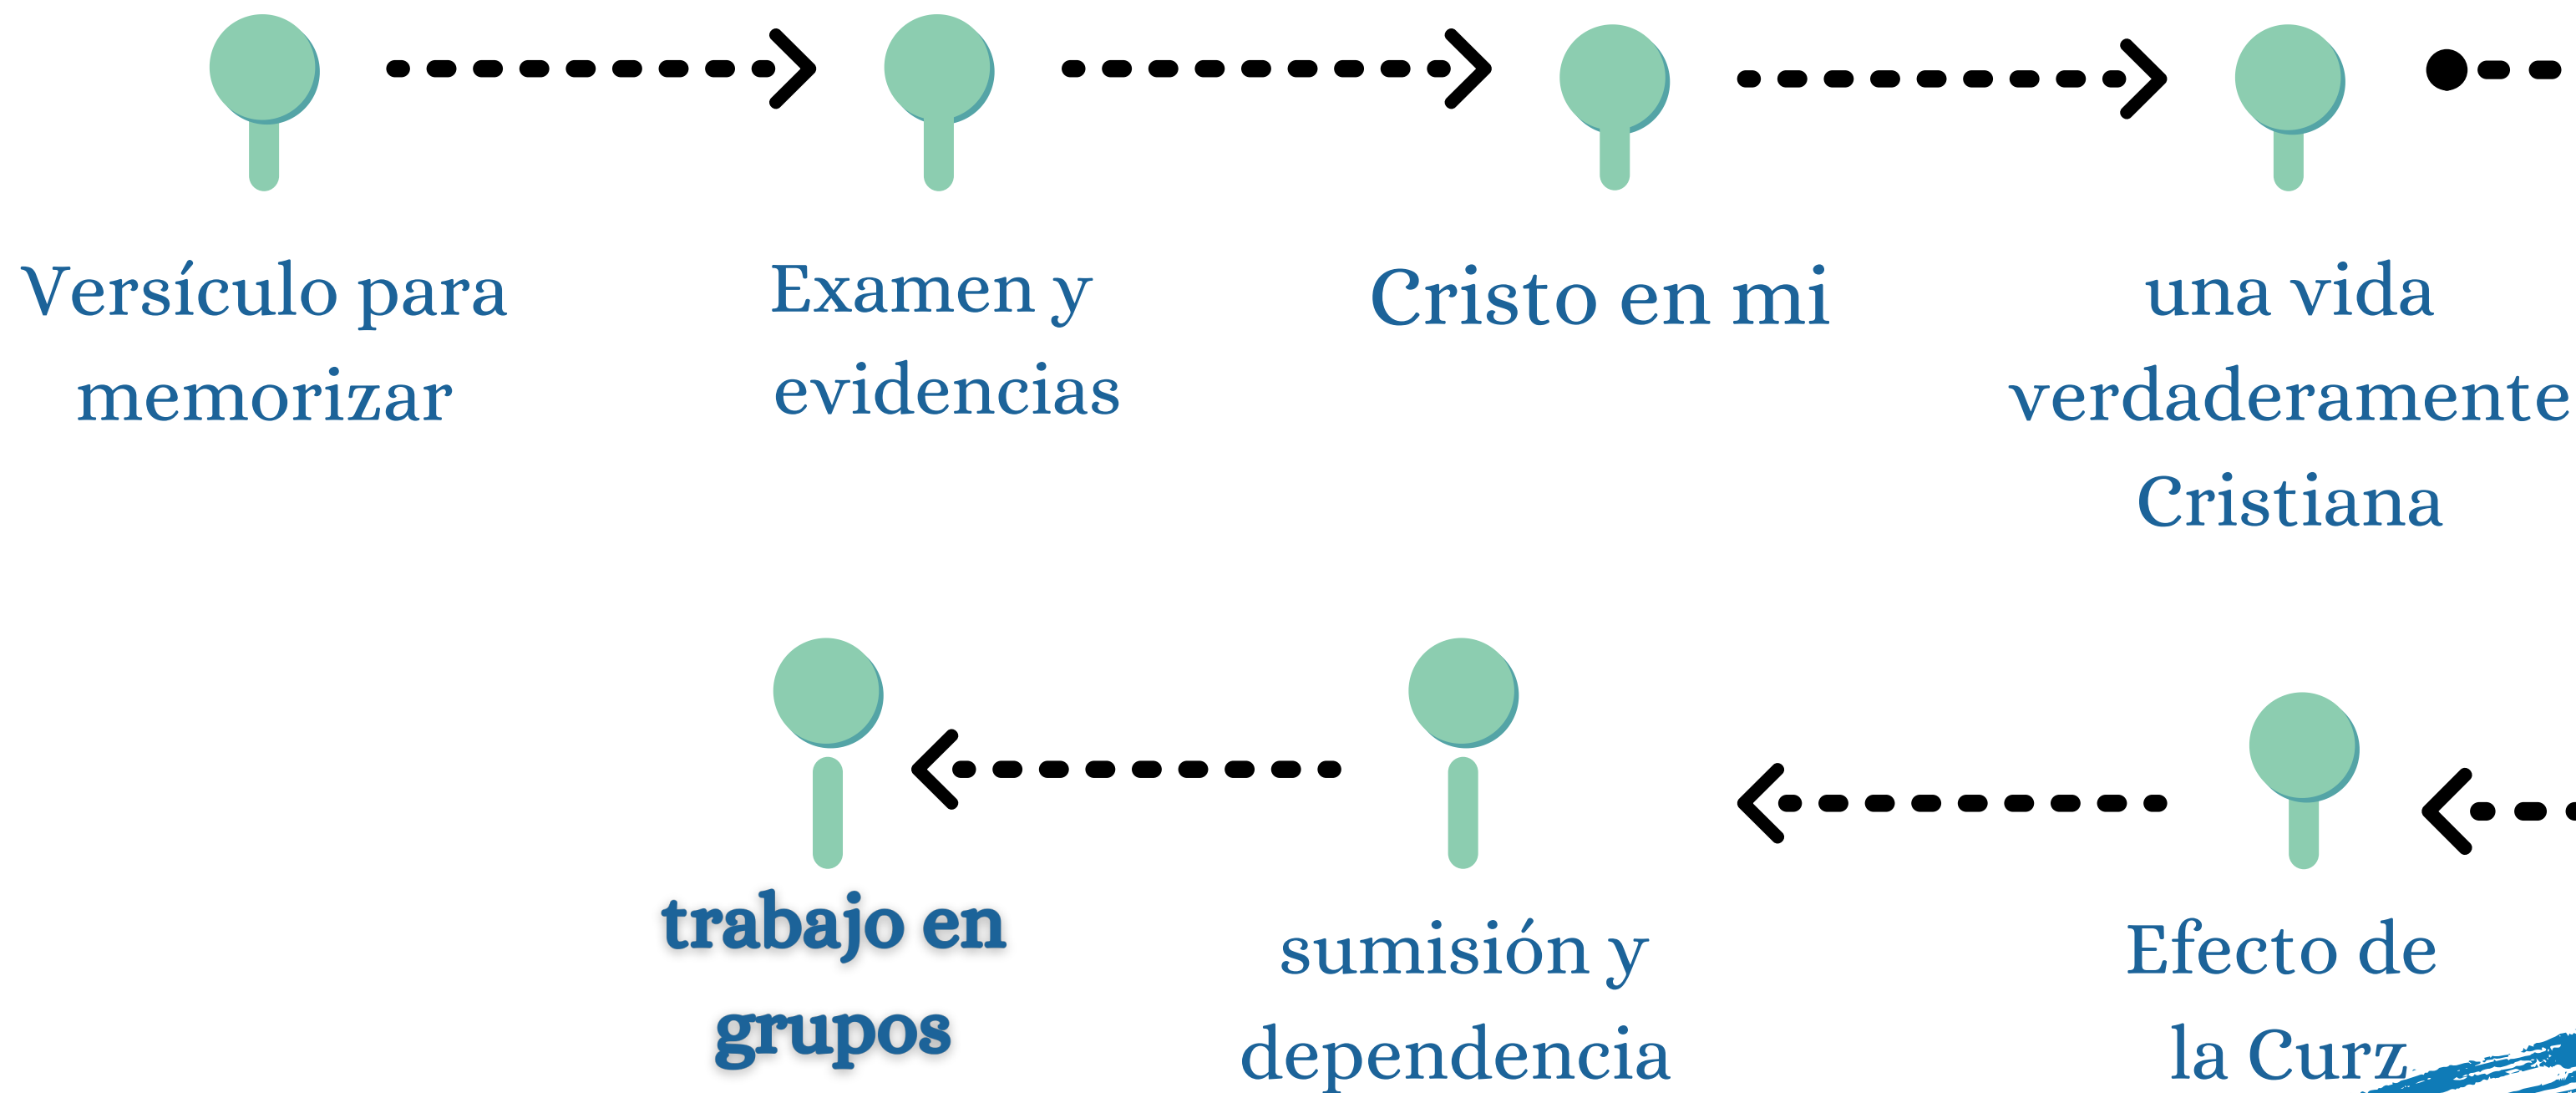 Versículo para
memorizar
Examen y
evidencias
Cristo en mi
una vida
verdaderamente
Cristiana
trabajo en
grupos
sumisión y
dependencia
Efecto de
la Curz